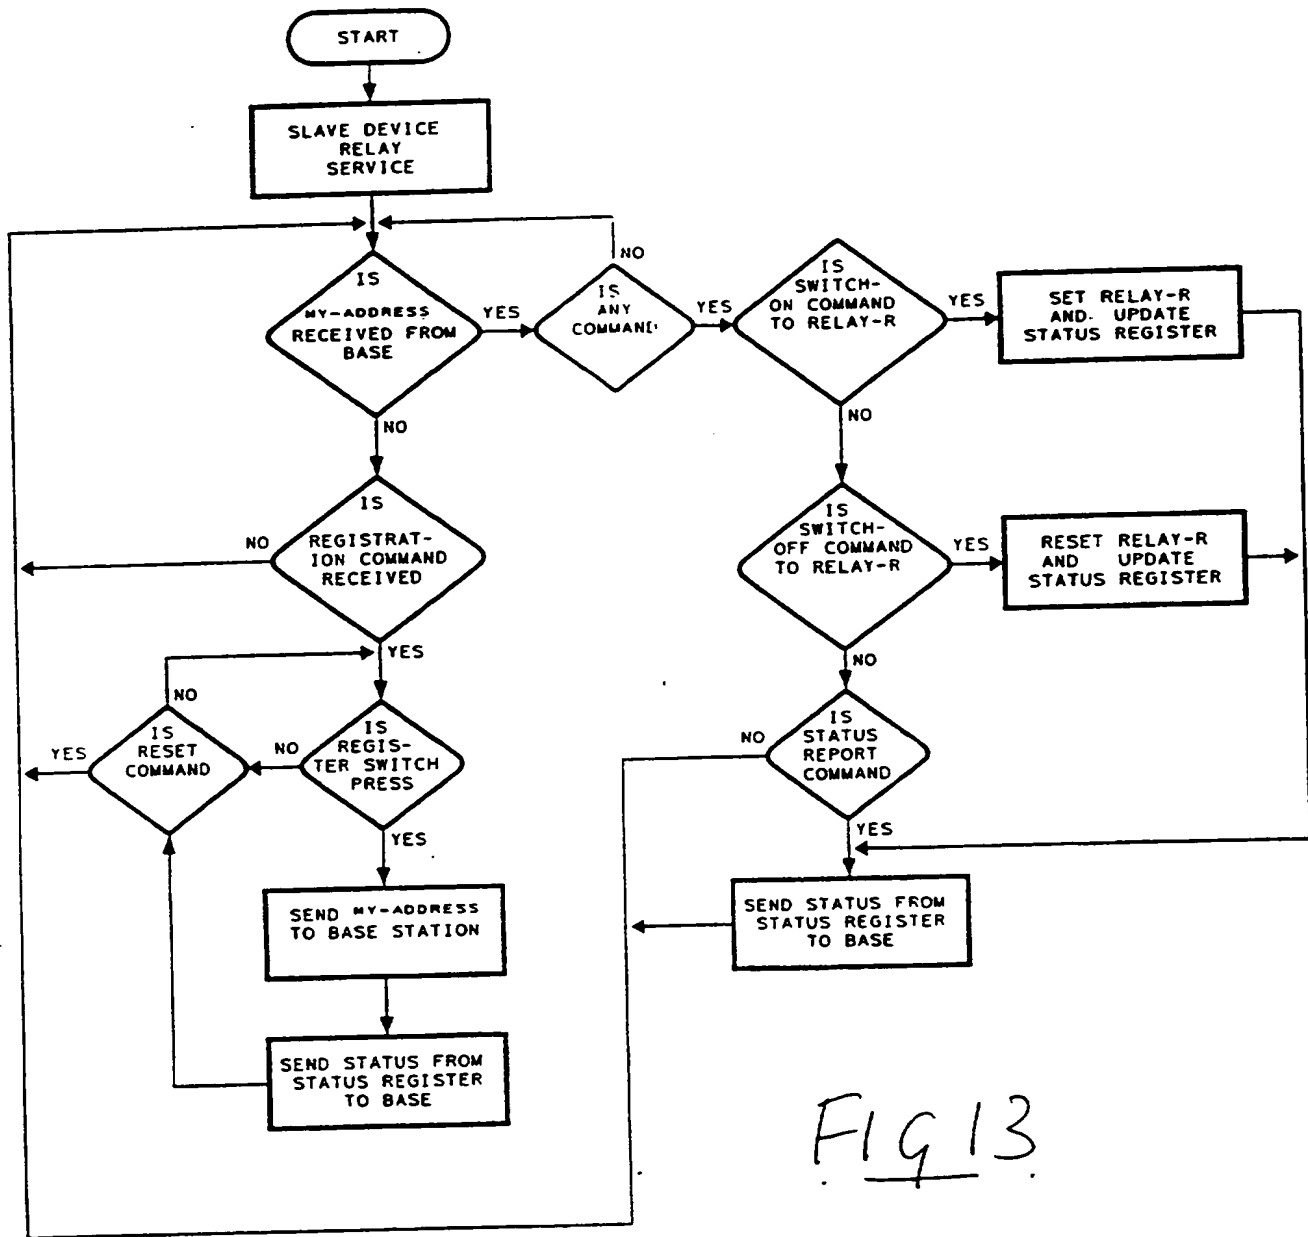 START
SLAVE DEVICE
RELAY
SERVICE
IS
MY-ADDRESS
RECEIVED FROM
BASE
YES
NO
IS
ANY
COMMAND
NO
YES
IS
SWITCH-
ON COMMAND
TO RELAY-R
YES
NO
SET RELAY-R
AND. UPDATE
STATUS REGISTER
IS
REGISTRAT-
ION COMMAND
RECEIVED
NO
YES
IS
SWITCH-
OFF COMMAND
TO RELAY-R
YES
NO
RESET RELAY-R
AND UPDATE
STATUS REGISTER
IS
RESET
COMMAND
NO
YES
IS
REGIS-
TER SWITCH
PRESS
NO
YES
IS
STATUS
REPORT
COMMAND
NO
YES
SEND MY-ADDRESS
TO BASE STATION
SEND STATUS FROM
STATUS REGISTER
TO BASE
SEND STATUS FROM
STATUS REGISTER
TO BASE
FIG 13